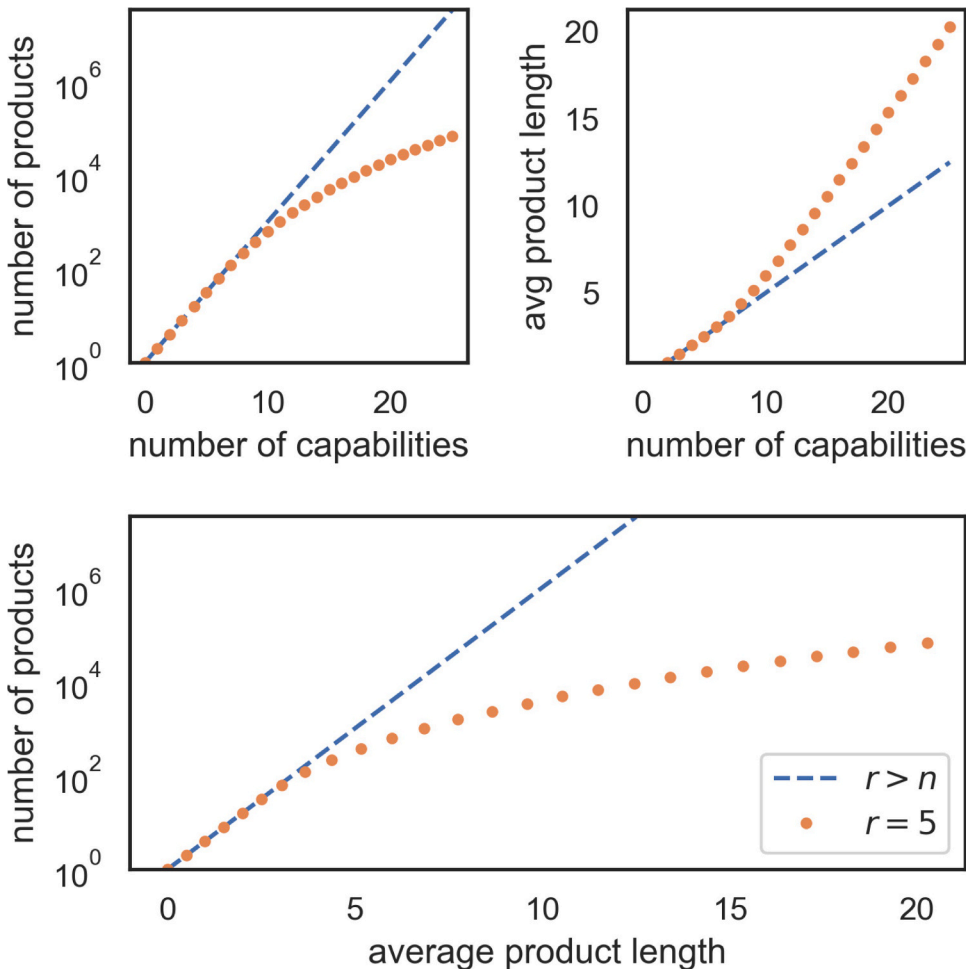 number of products
10^6
10^4
10^2
10^0
0 10 20
number of capabilities
avg product length
20
15
10
5
0 10 20
number of capabilities
number of products
10^6
10^4
10^2
10^0
0 5 10 15 20
average product length
r > n
r = 5